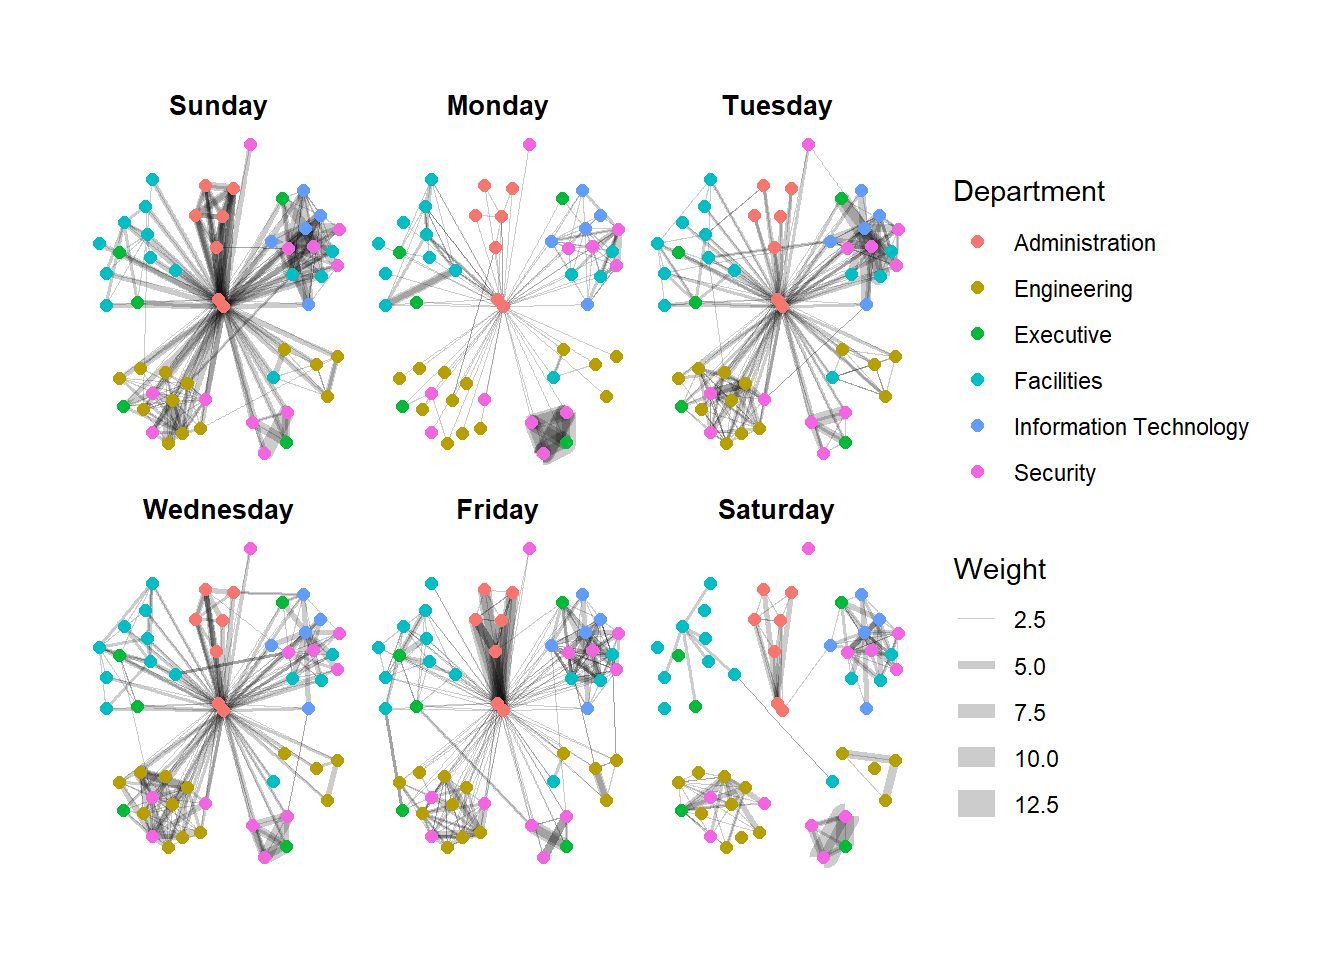 Sunday
Monday
Tuesday
Wednesday
Friday
Saturday
Department
Administration
Engineering
Executive
Facilities
Information Technology
Security
Weight
2.5
5.0
7.5
10.0
12.5